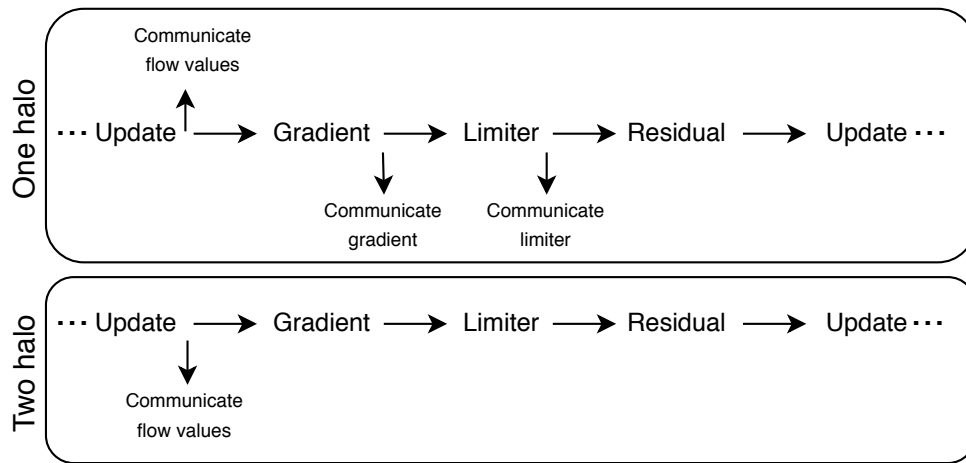 One halo
Communicate
flow values
... Update Gradient Limiter Residual Update ...
Communicate
gradient
Communicate
limiter
Two halo
... Update Gradient Limiter Residual Update ...
Communicate
flow values